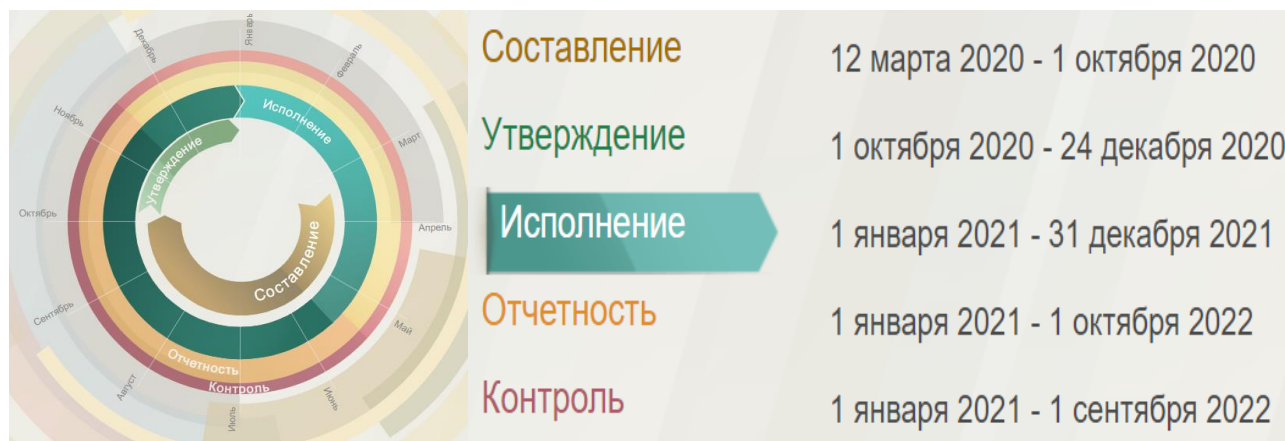 Январь
Февраль
Март
Апрель
Май
Июнь
Июль
Август
Сентябрь
Октябрь
Ноябрь
Декабрь
Исполнение
Утверждение
Составление
Отчетность
Контроль
Составление 12 марта 2020 - 1 октября 2020
Утверждение 1 октября 2020 - 24 декабря 2020
Исполнение 1 января 2021 - 31 декабря 2021
Отчетность 1 января 2021 - 1 октября 2022
Контроль 1 января 2021 - 1 сентября 2022